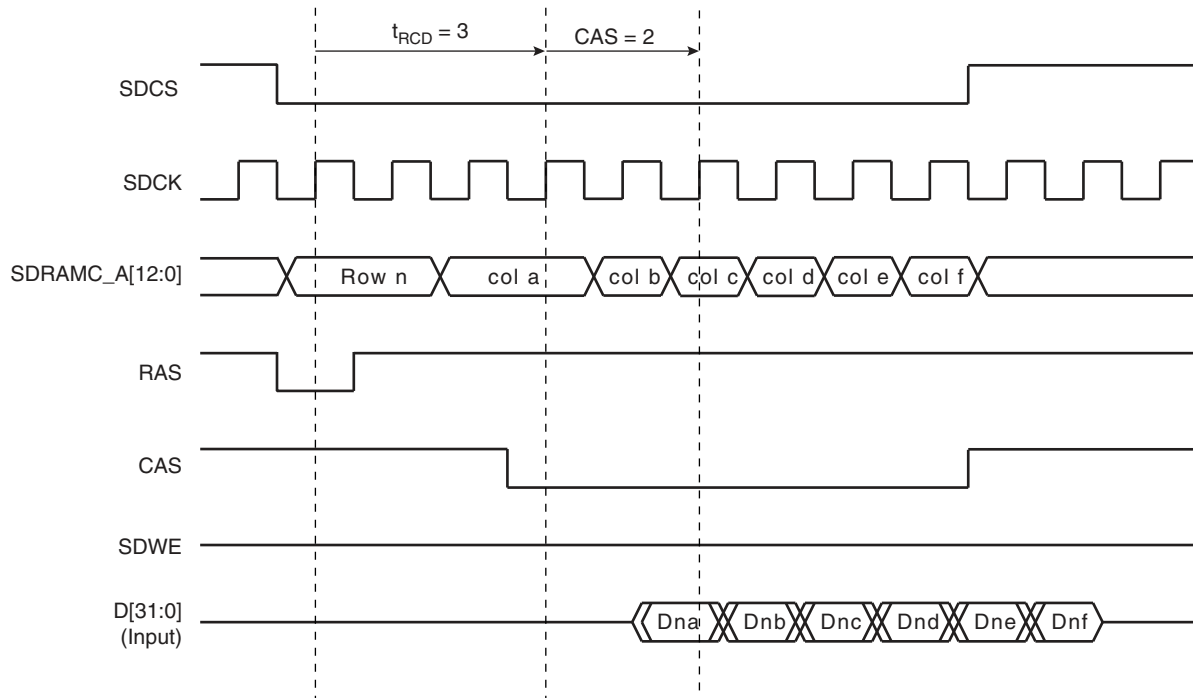 tRCD = 3
CAS = 2
SDCS
SDCK
SDRAMC_A[12:0]
Row n
col a
col b
col c
col d
col e
col f
RAS
CAS
SDWE
D[31:0]
(Input)
Dna
Dnb
Dnc
Dnd
Dne
Dnf